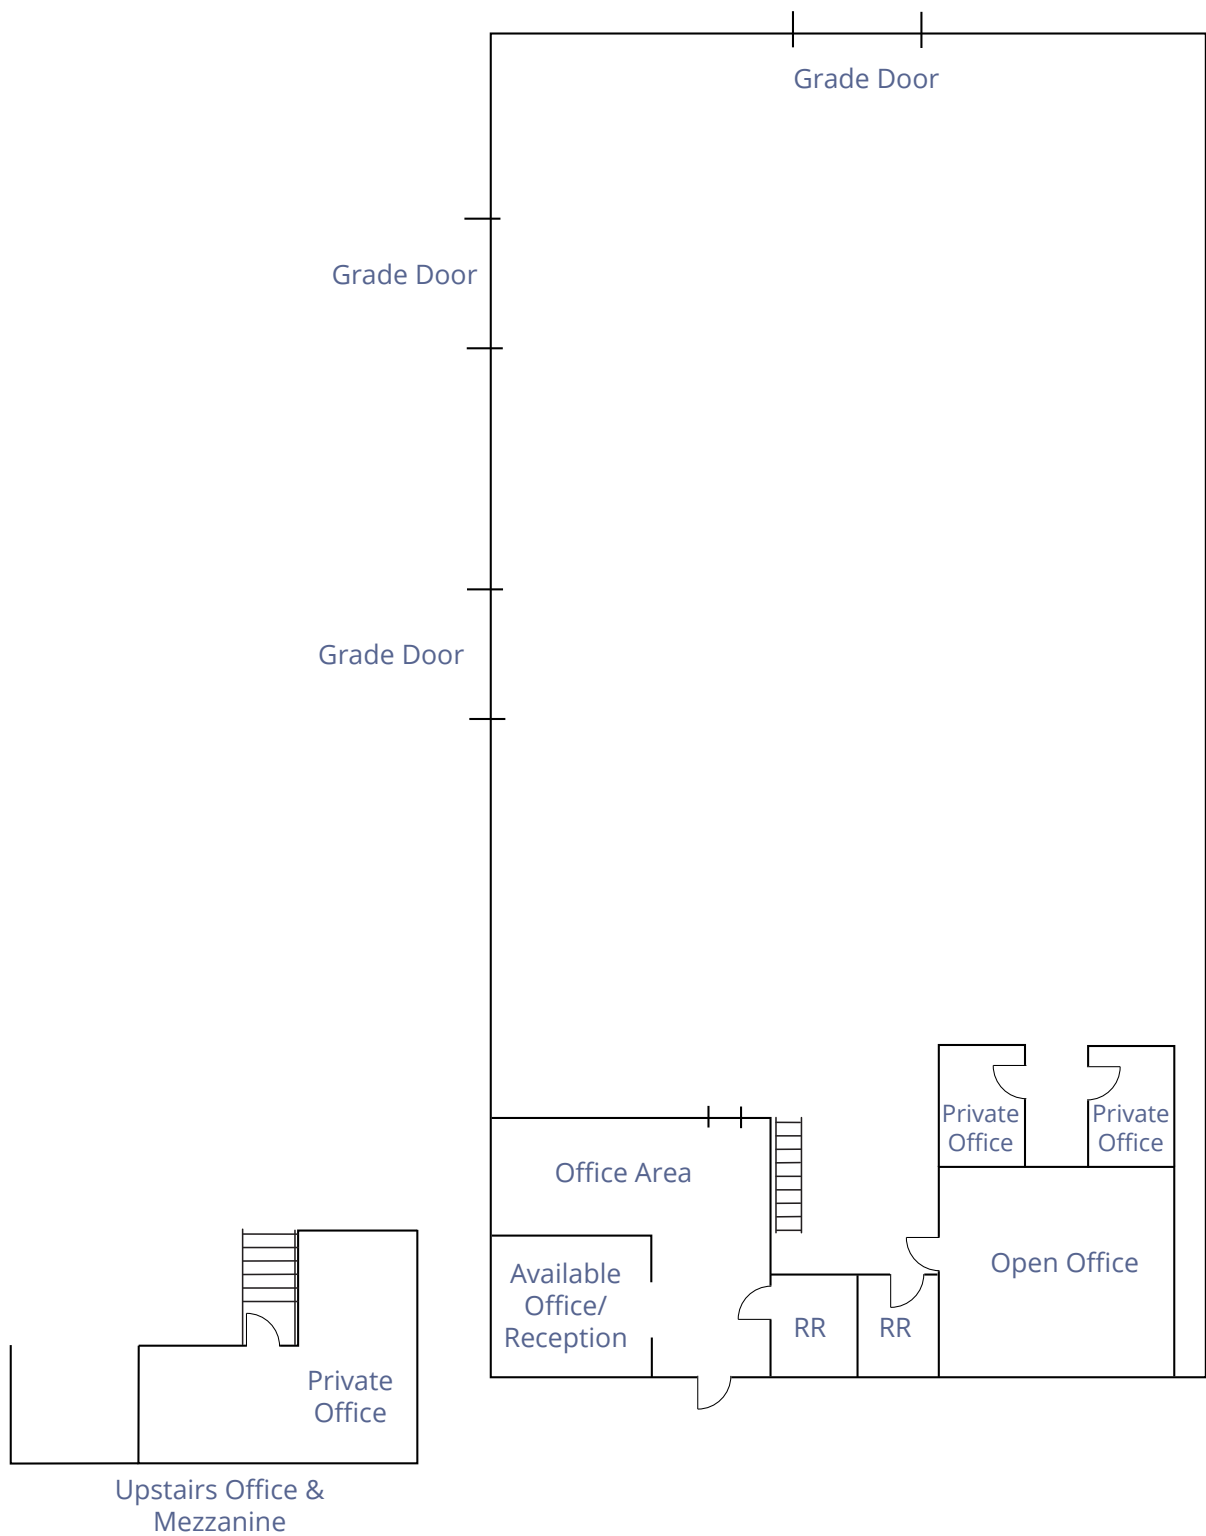 Grade Door
Grade Door
Grade Door
Private
Office
Private
Office
Office Area
Open Office
Available
Office/
Reception
RR
RR
Private
Office
Upstairs Office &
Mezzanine